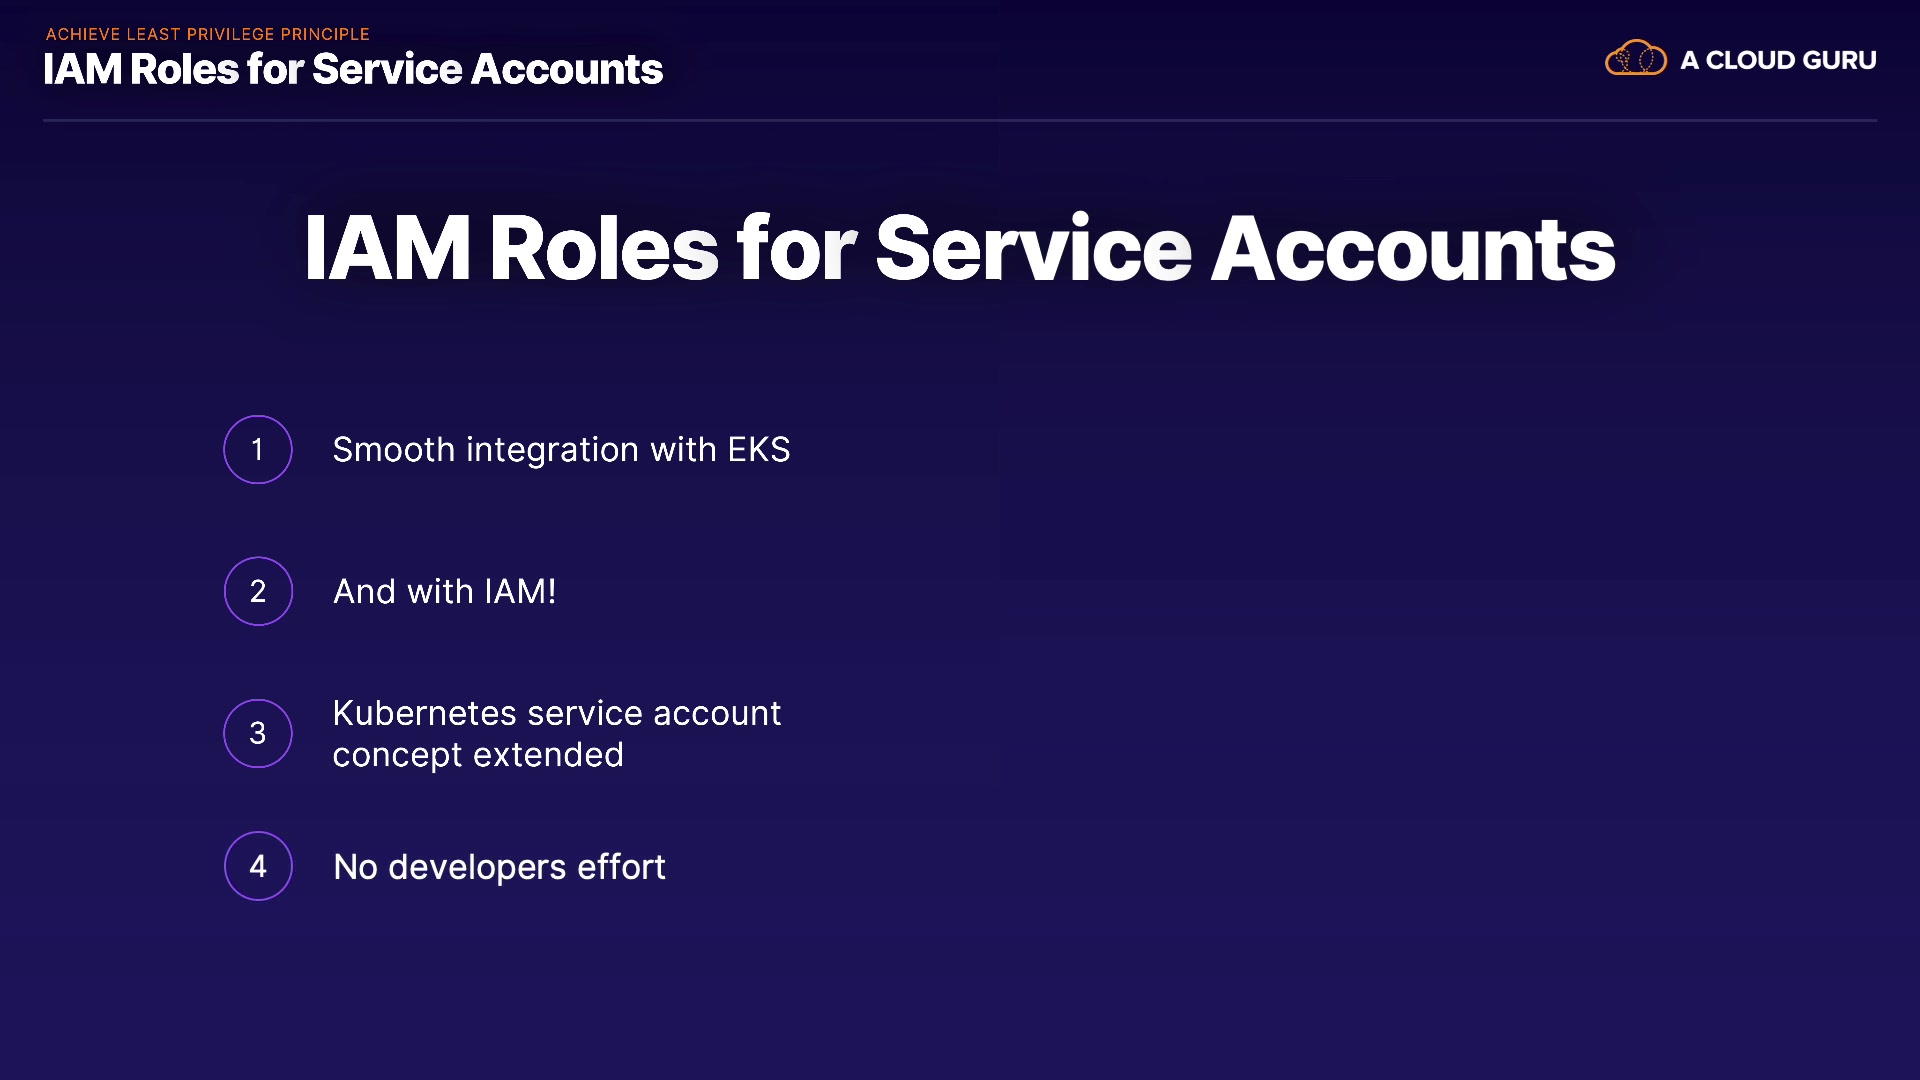 ACHIEVE LEAST PRIVILEGE PRINCIPLE
IAM Roles for Service Accounts
A CLOUD GURU
IAM Roles for Service Accounts
1 Smooth integration with EKS
2 And with IAM!
3 Kubernetes service account
concept extended
4 No developers effort